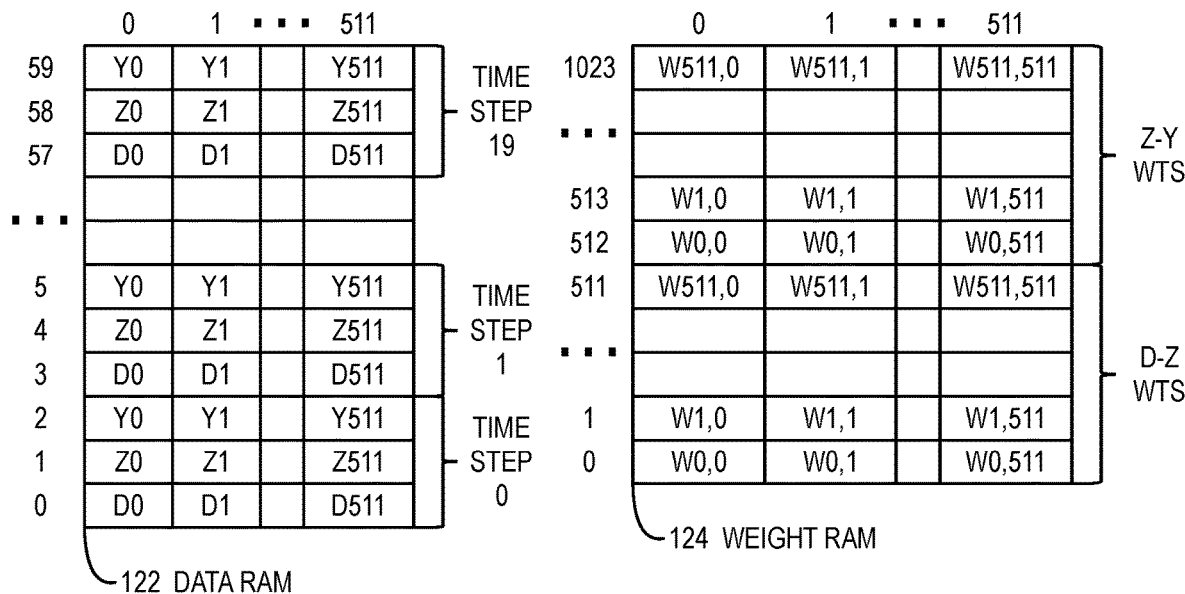 0 1 ▪ ▪ ▪ 511
59 Y0 Y1 Y511
58 Z0 Z1 Z511
57 D0 D1 D511
TIME
STEP
19
▪ ▪ ▪
5 Y0 Y1 Y511
4 Z0 Z1 Z511
3 D0 D1 D511
TIME
STEP
1
2 Y0 Y1 Y511
1 Z0 Z1 Z511
0 D0 D1 D511
TIME
STEP
0
122 DATA RAM
0 1 ▪ ▪ ▪ 511
1023 W511,0 W511,1 W511,511
▪ ▪ ▪
513 W1,0 W1,1 W1,511
512 W0,0 W0,1 W0,511
Z-Y
WTS
511 W511,0 W511,1 W511,511
▪ ▪ ▪
1 W1,0 W1,1 W1,511
0 W0,0 W0,1 W0,511
D-Z
WTS
124 WEIGHT RAM